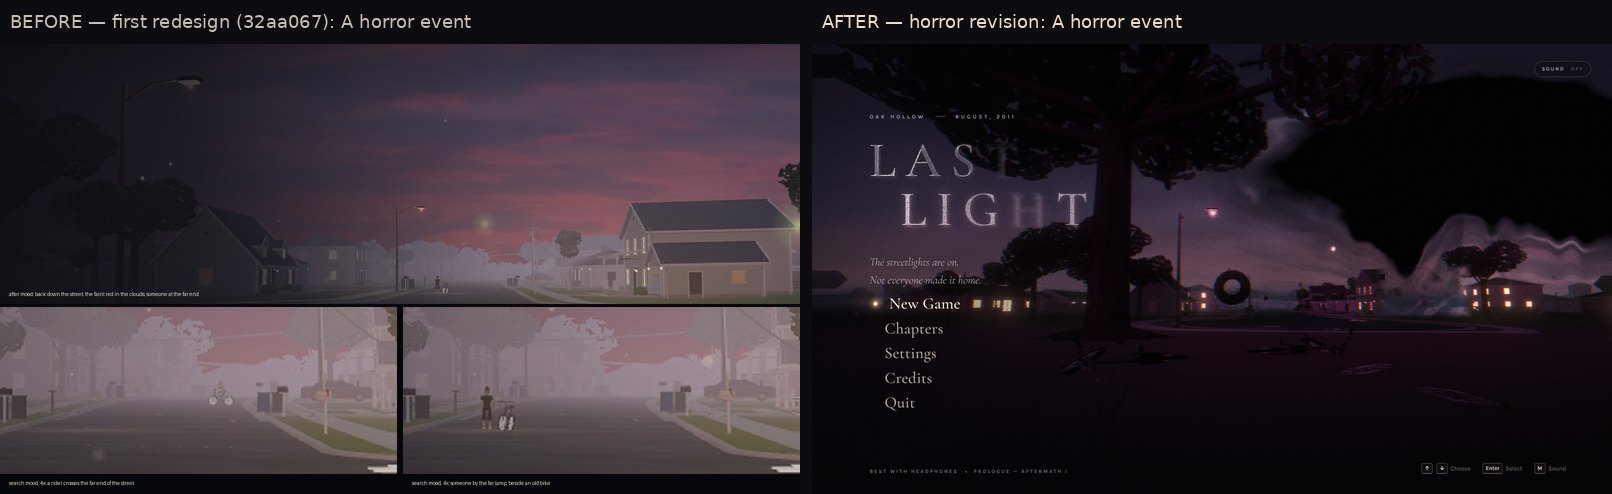 BEFORE — first redesign (32aa067): A horror event
after mood: back down the street, the faint red in the clouds, someone at the far end
search mood, 4x: a rider crosses the far end of the street
search mood, 4x: someone by the far lamp, beside an old bike
AFTER — horror revision: A horror event
SOUND OFF
OAK HOLLOW — AUGUST, 2011
LAST
LIGHT
The streetlights are on.
Not everyone made it home.
New Game
Chapters
Settings
Credits
Quit
BEST WITH HEADPHONES • PROLOGUE — AFTERMATH I
↑ ↓ Choose Enter Select M Sound